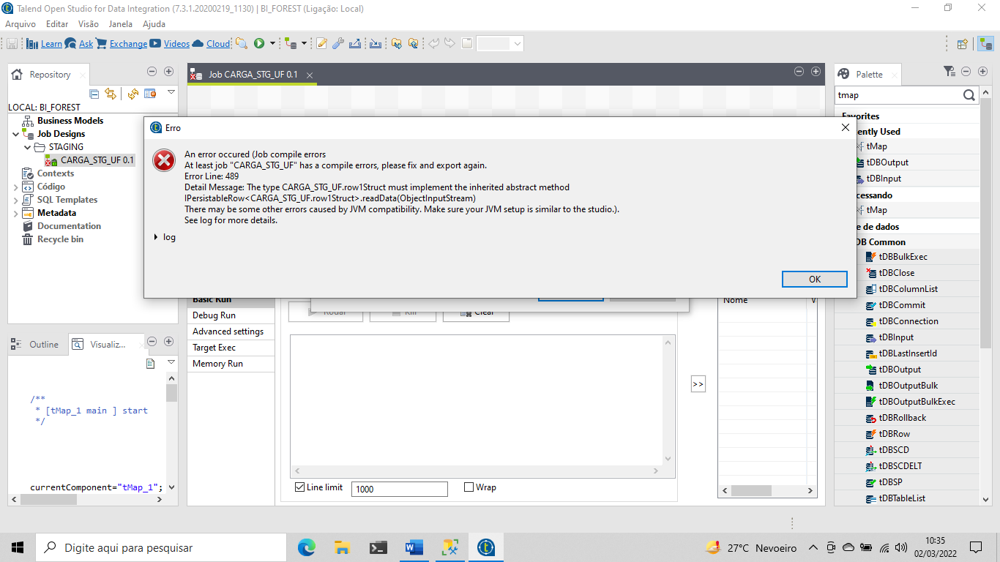 Talend Open Studio for Data Integration (7.3.1.20200219_1130) | BI_FOREST (Ligação: Local)
Arquivo Editar Visão Janela Ajuda
Learn Ask Exchange Videos Cloud
Repository
LOCAL: BI_FOREST
Business Models
Job Designs
STAGING
CARGA_STG_UF 0.1
Contexts
Código
SQL Templates
Metadata
Documentation
Recycle bin
Job CARGA_STG_UF 0.1
Erro
An error occured (Job compile errors
At least job "CARGA_STG_UF" has a compile errors, please fix and export again.
Error Line: 489
Detail Message: The type CARGA_STG_UF.row1Struct must implement the inherited abstract method
IPersistableRow<CARGA_STG_UF.row1Struct>.readData(ObjectInputStream)
There may be some other errors caused by JVM compatibility. Make sure your JVM setup is similar to the studio.).
See log for more details.
log
OK
Basic Run
Debug Run
Advanced settings
Target Exec
Memory Run
Rodar Kill Clear
>>
Nome
V
Line limit 1000 Wrap
Outline Visualiz...
/**
* [tMap_1 main ] start
*/
currentComponent="tMap_1";
Palette
tmap
Favorites
ently Used
tMap
tDBOutput
tDBInput
ocessando
tMap
e de dados
DB Common
tDBBulkExec
tDBClose
tDBColumnList
tDBCommit
tDBConnection
tDBInput
tDBLastInsertId
tDBOutput
tDBOutputBulk
tDBOutputBulkExec
tDBRollback
tDBRow
tDBSCD
tDBSCDELT
tDBSP
tDBTableList
Digite aqui para pesquisar
27°C Nevoeiro
10:35
02/03/2022